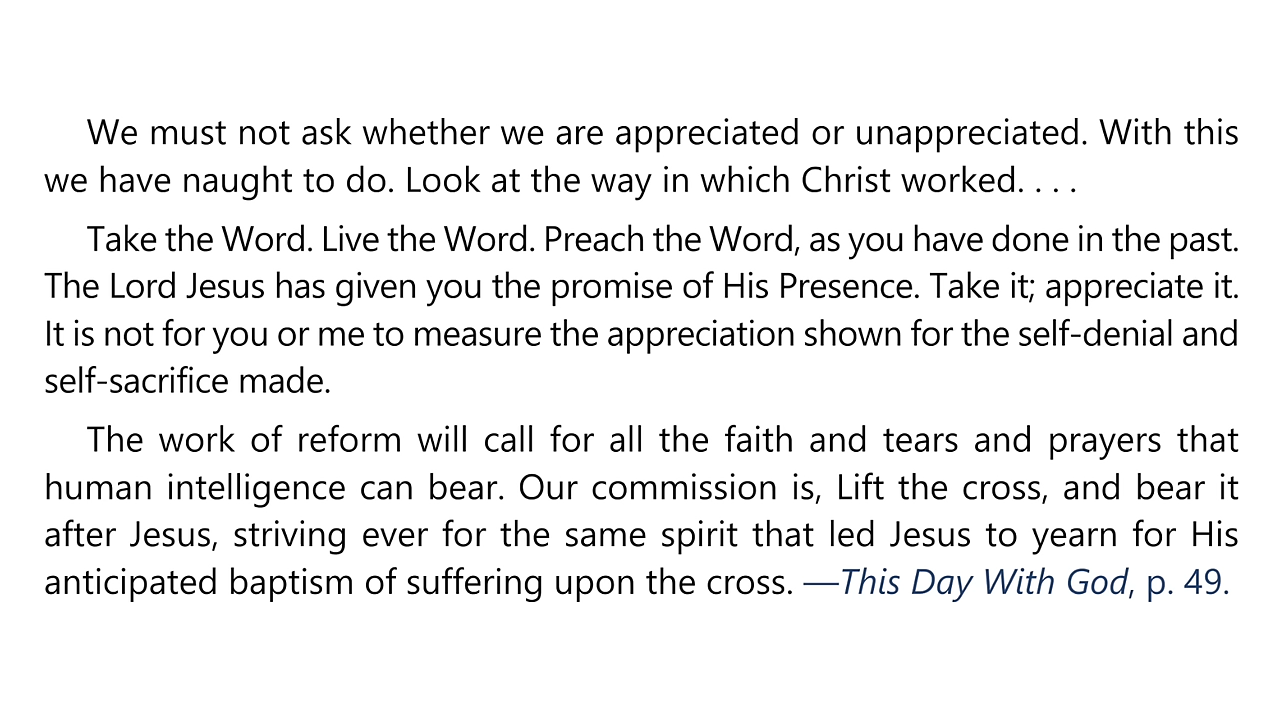 We must not ask whether we are appreciated or unappreciated. With this
we have naught to do. Look at the way in which Christ worked. . . .
Take the Word. Live the Word. Preach the Word, as you have done in the past.
The Lord Jesus has given you the promise of His Presence. Take it; appreciate it.
It is not for you or me to measure the appreciation shown for the self-denial and
self-sacrifice made.
The work of reform will call for all the faith and tears and prayers that
human intelligence can bear. Our commission is, Lift the cross, and bear it
after Jesus, striving ever for the same spirit that led Jesus to yearn for His
anticipated baptism of suffering upon the cross. —This Day With God, p. 49.